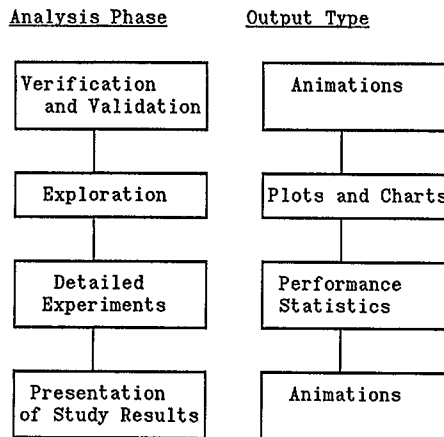 Analysis Phase
Output Type
Verification
and Validation
Animations
Exploration
Plots and Charts
Detailed
Experiments
Performance
Statistics
Presentation
of Study Results
Animations